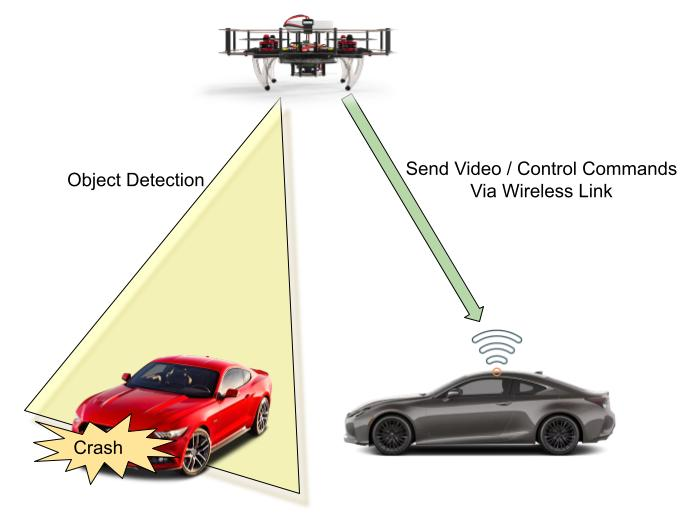 Object Detection
Send Video / Control Commands
Via Wireless Link
Crash